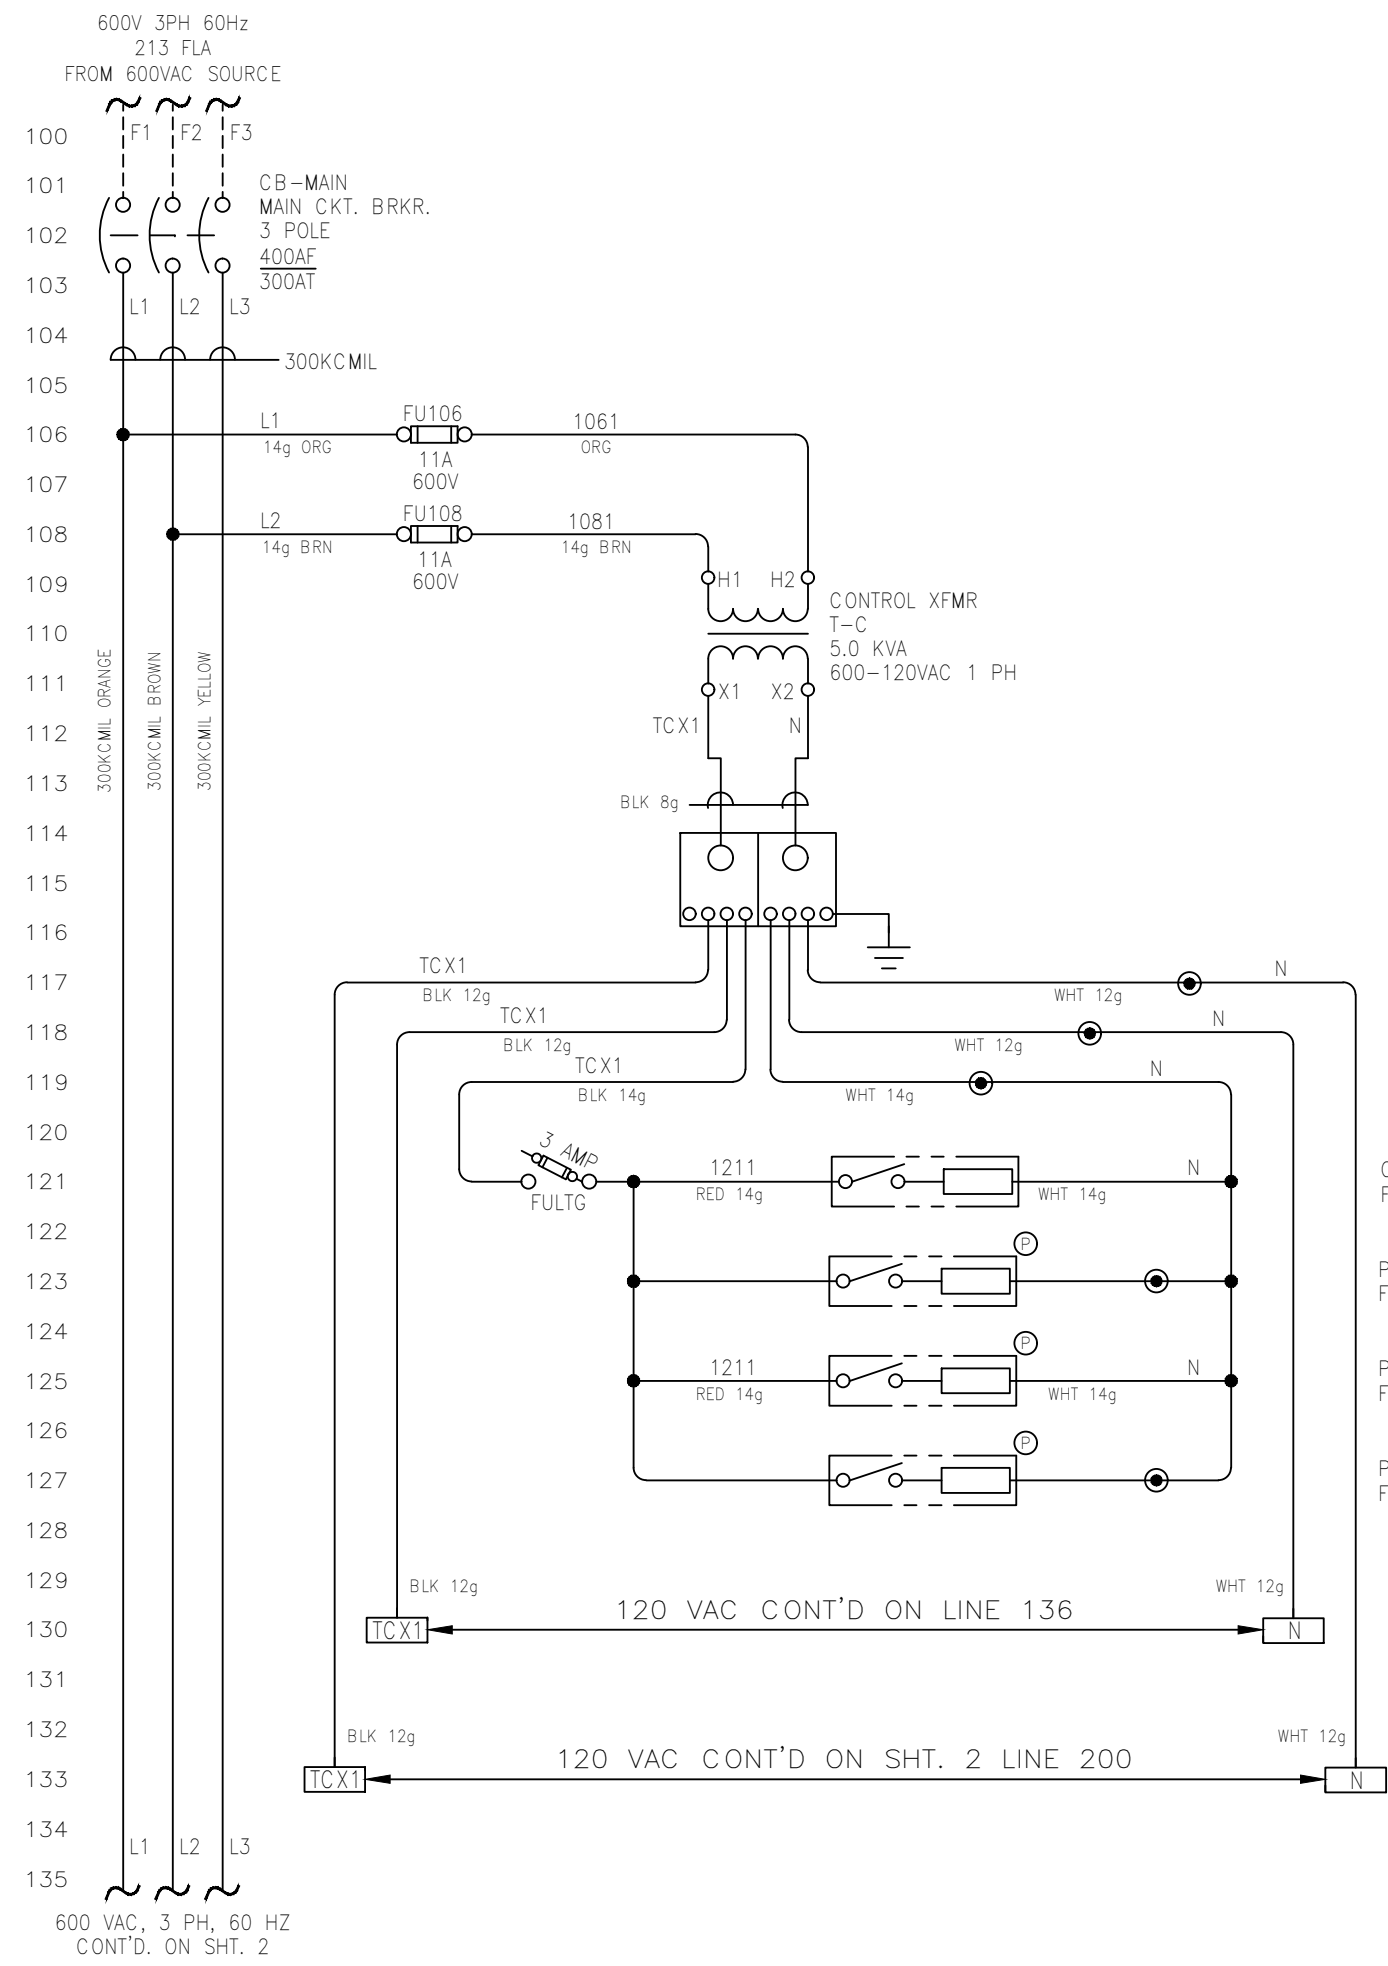 600V 3PH 60Hz
213 FLA
FROM 600VAC SOURCE
100
F1
F2
F3
101
CB-MAIN
MAIN CKT. BRKR.
102
3 POLE
400AF
103
300AT
L1
L2
L3
104
300KCMIL
105
106
L1
14g ORG
FU106
11A
600V
1061
ORG
107
108
L2
14g BRN
FU108
11A
600V
1081
14g BRN
109
H1
H2
CONTROL XFMR
110
T-C
5.0 KVA
600-120VAC 1 PH
300KCMIL ORANGE
300KCMIL BROWN
300KCMIL YELLOW
111
X1
X2
112
TCX1
N
113
BLK 8g
114
115
116
117
TCX1
BLK 12g
WHT 12g
N
118
TCX1
BLK 12g
WHT 12g
N
119
TCX1
BLK 14g
WHT 14g
N
120
3 AMP
121
FULTG
1211
RED 14g
WHT 14g
N
122
P
123
124
P
125
1211
RED 14g
WHT 14g
N
126
P
127
128
129
BLK 12g
WHT 12g
130
TCX1
120 VAC CONT'D ON LINE 136
N
131
132
BLK 12g
WHT 12g
133
TCX1
120 VAC CONT'D ON SHT. 2 LINE 200
N
134
L1
L2
L3
135
600 VAC, 3 PH, 60 HZ
CONT'D. ON SHT. 2